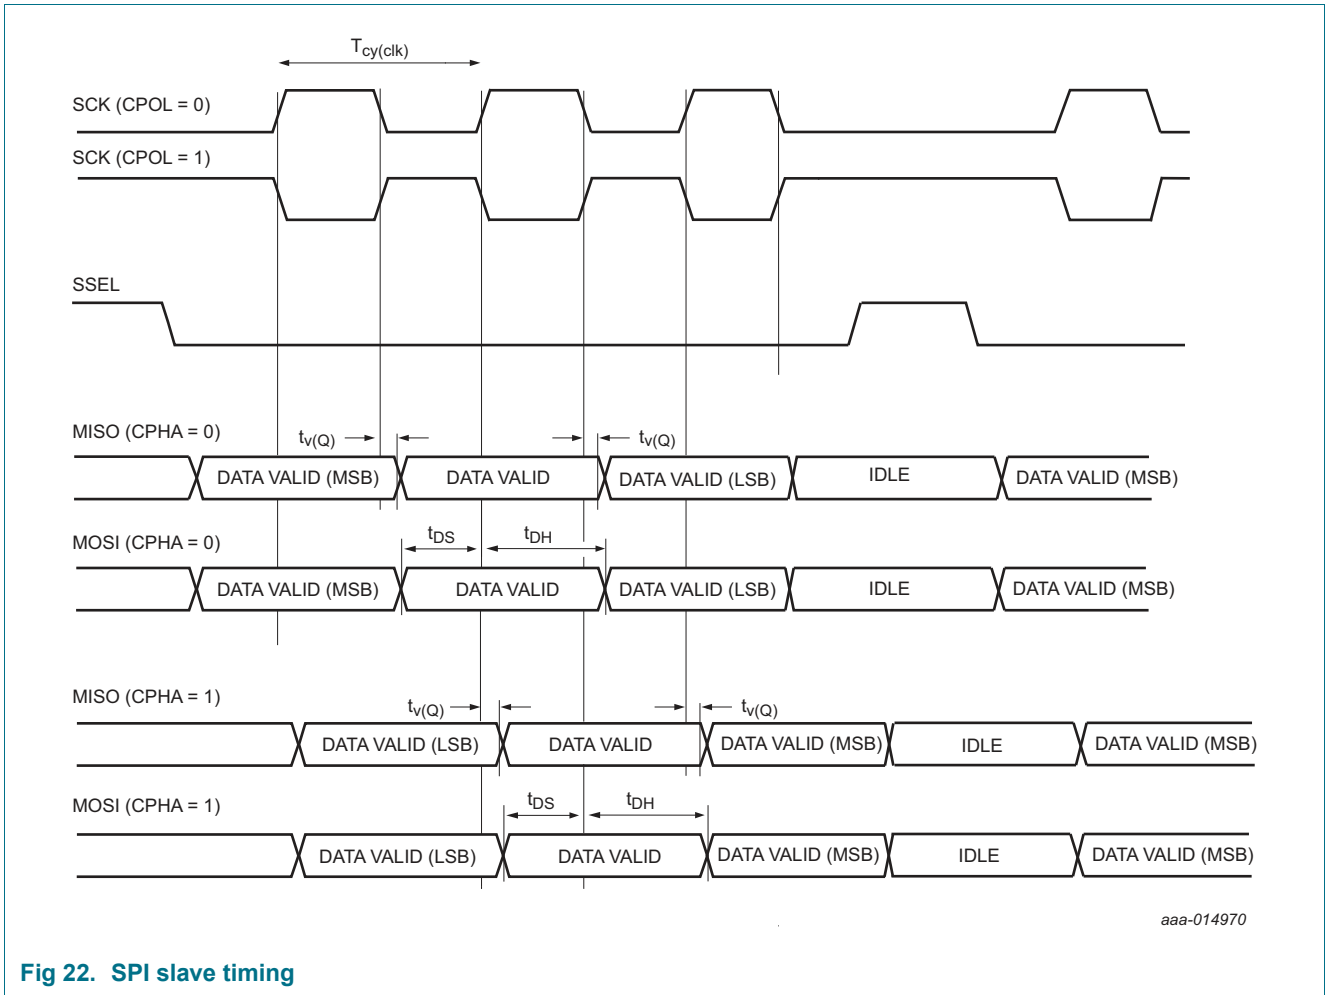 Tcy(clk)
SCK (CPOL = 0)
SCK (CPOL = 1)
SSEL
MISO (CPHA = 0)
tv(Q) tv(Q)
DATA VALID (MSB) DATA VALID DATA VALID (LSB) IDLE DATA VALID (MSB)
MOSI (CPHA = 0)
tDS tDH
DATA VALID (MSB) DATA VALID DATA VALID (LSB) IDLE DATA VALID (MSB)
MISO (CPHA = 1)
tv(Q) tv(Q)
DATA VALID (LSB) DATA VALID DATA VALID (MSB) IDLE DATA VALID (MSB)
MOSI (CPHA = 1)
tDS tDH
DATA VALID (LSB) DATA VALID DATA VALID (MSB) IDLE DATA VALID (MSB)
aaa-014970
Fig 22. SPI slave timing